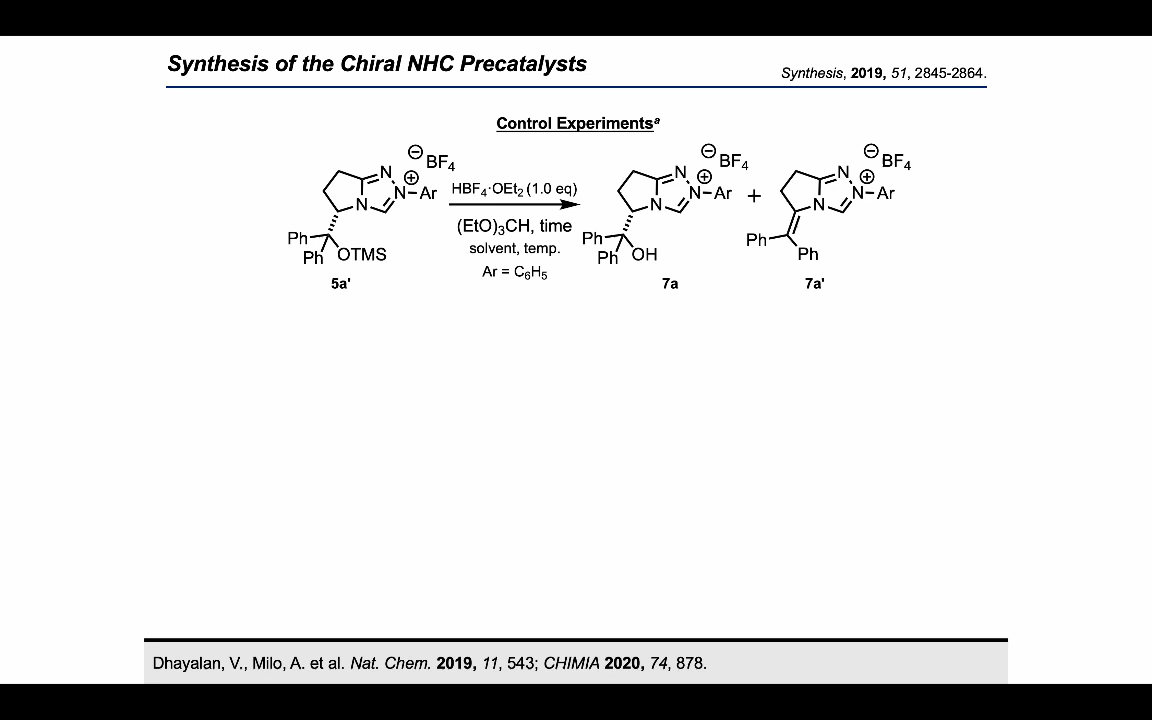 Synthesis of the Chiral NHC Precatalysts
Synthesis, 2019, 51, 2845-2864.
Control Experimentsᵃ
⊖ BF₄
N
⊕
N
Ar
N
Ph
Ph
OTMS
5a'
HBF₄·OEt₂ (1.0 eq)
(EtO)₃CH, time
solvent, temp.
Ar = C₆H₅
⊖ BF₄
N
⊕
N
Ar
N
Ph
Ph
OH
7a
+
⊖ BF₄
N
⊕
N
Ar
N
Ph
Ph
7a'
Dhayalan, V., Milo, A. et al. Nat. Chem. 2019, 11, 543; CHIMIA 2020, 74, 878.